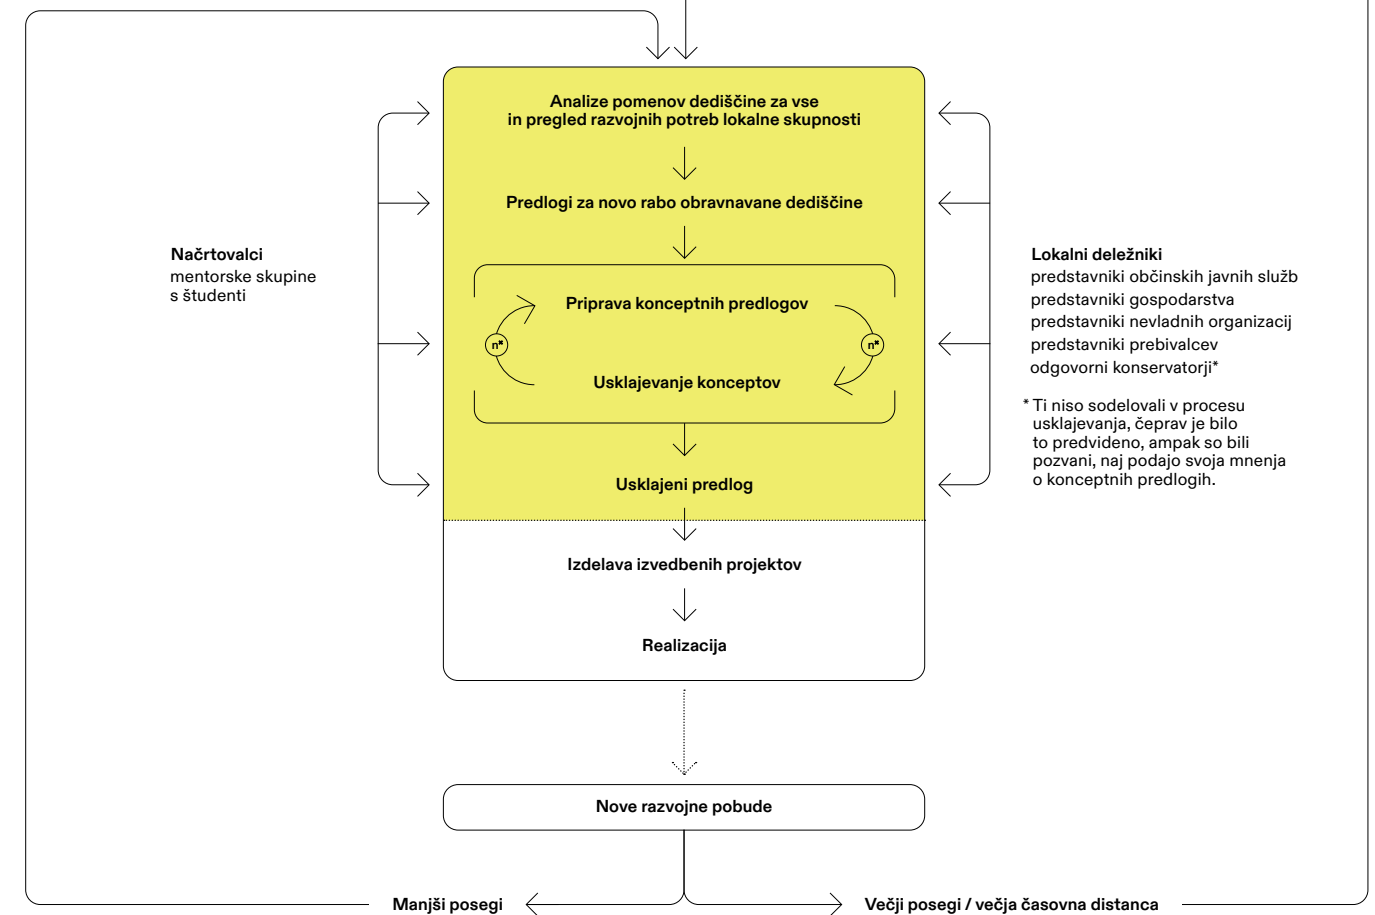 Analize pomenov dediščine za vse
in pregled razvojnih potreb lokalne skupnosti
Predlogi za novo rabo obravnavane dediščine
Načrtovalci
mentorske skupine
s študenti
Priprava konceptnih predlogov
n*
n*
Usklajevanje konceptov
Usklajeni predlog
Lokalni deležniki
predstavniki občinskih javnih služb
predstavniki gospodarstva
predstavniki nevladnih organizacij
predstavniki prebivalcev
odgovorni konservatorji*
* Ti niso sodelovali v procesu
usklajevanja, čeprav je bilo
to predvideno, ampak so bili
pozvani, naj podajo svoja mnenja
o konceptnih predlogih.
Izdelava izvedbenih projektov
Realizacija
Nove razvojne pobude
Manjši posegi
Večji posegi / večja časovna distanca